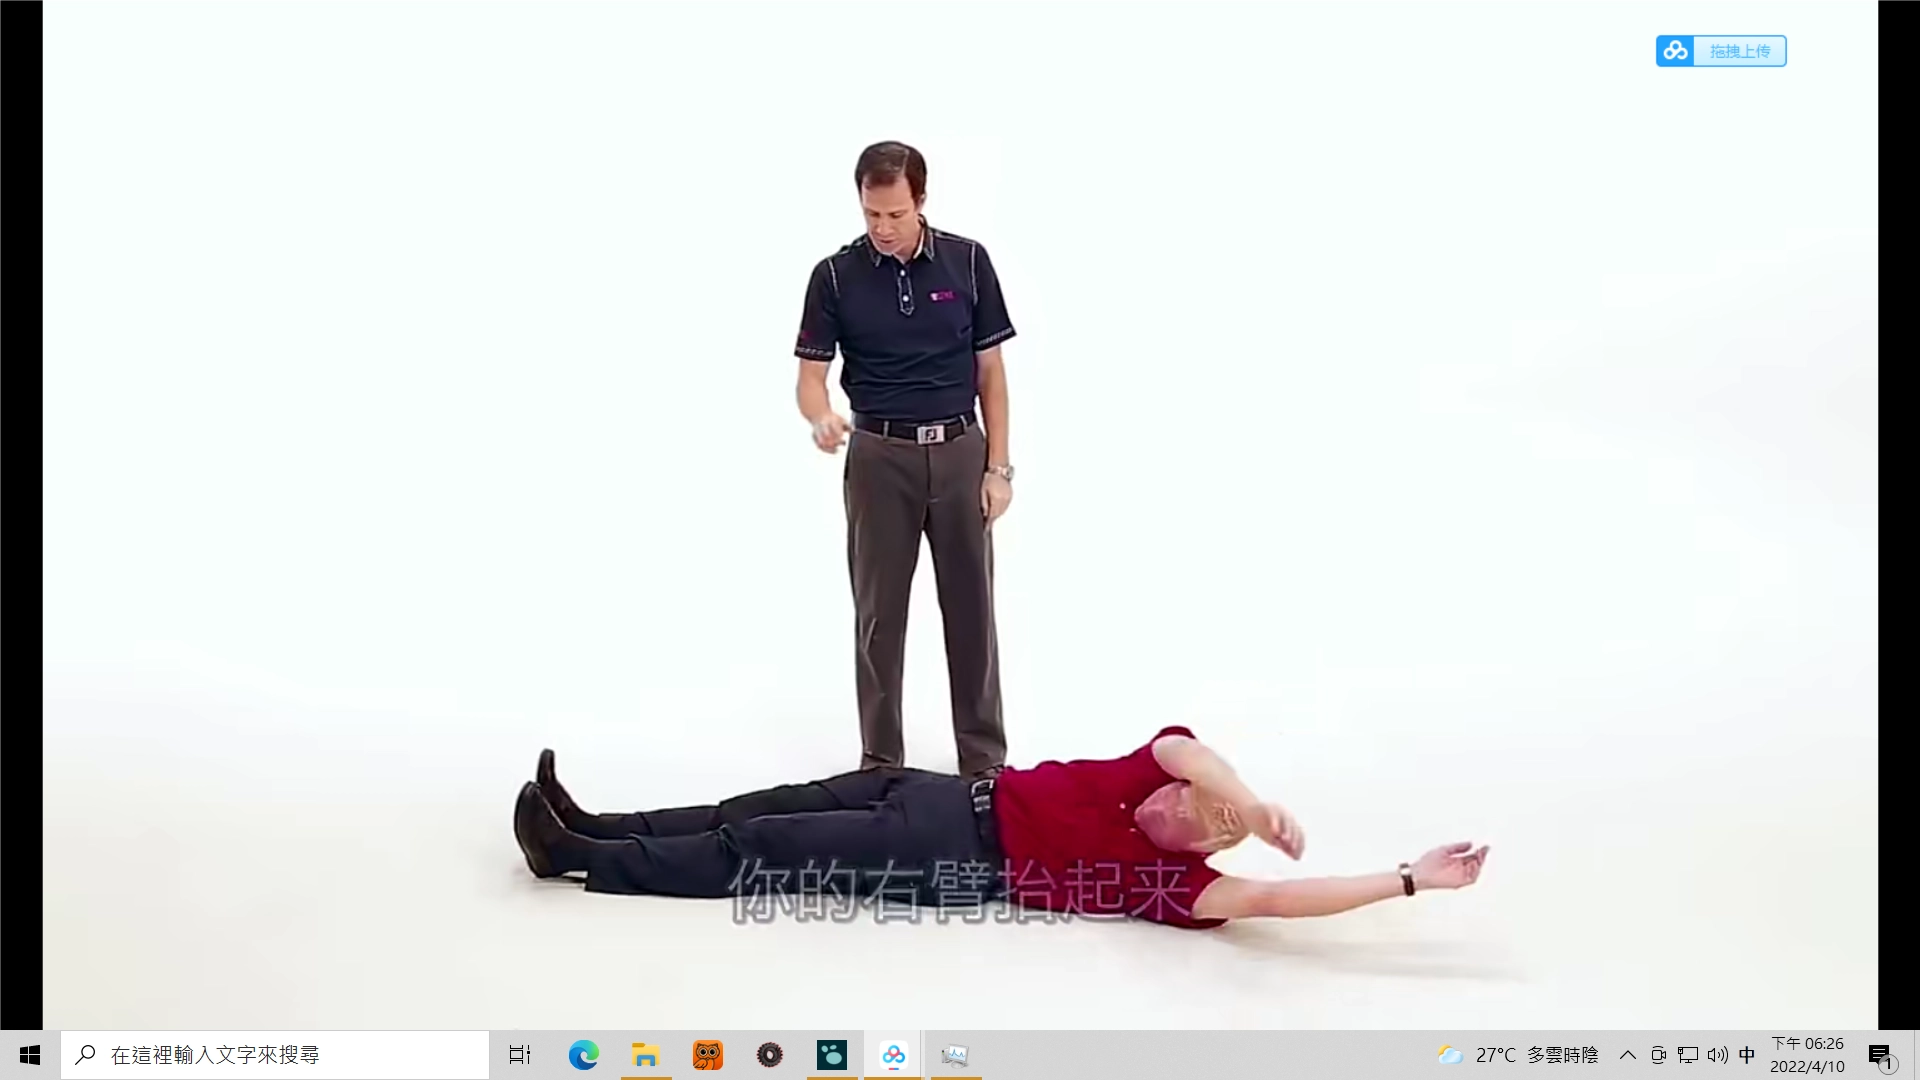 拖拽上传
FJ
你的右臂抬起来
在這裡輸入文字來搜尋
27°C 多雲時陰
中
下午 06:26
2022/4/10
1